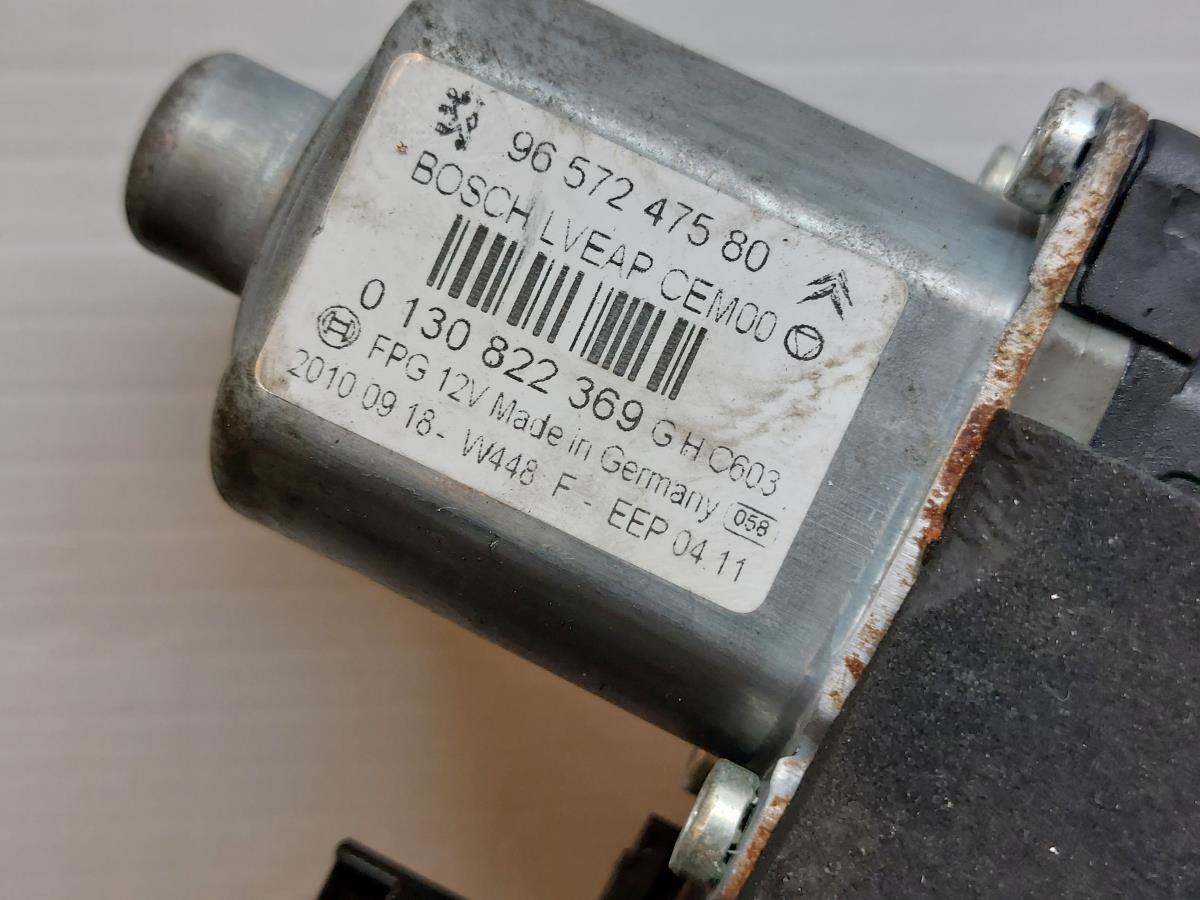 96 572 475 80
BOSCH LVEAP CEM00
0 130 822 369 G H C603
FPG 12V Made in Germany 058
2010 09 18- W448 F - EEP 04.11